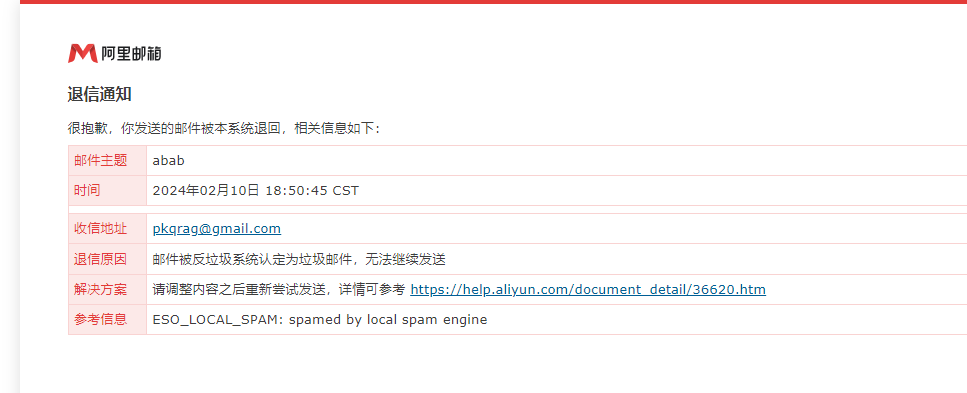 阿里邮箱
退信通知
很抱歉，你发送的邮件被本系统退回，相关信息如下：
邮件主题 abab
时间 2024年02月10日 18:50:45 CST
收信地址 pkqrag@gmail.com
退信原因 邮件被反垃圾系统认定为垃圾邮件，无法继续发送
解决方案 请调整内容之后重新尝试发送，详情可参考 https://help.aliyun.com/document_detail/36620.htm
参考信息 ESO_LOCAL_SPAM: spamed by local spam engine